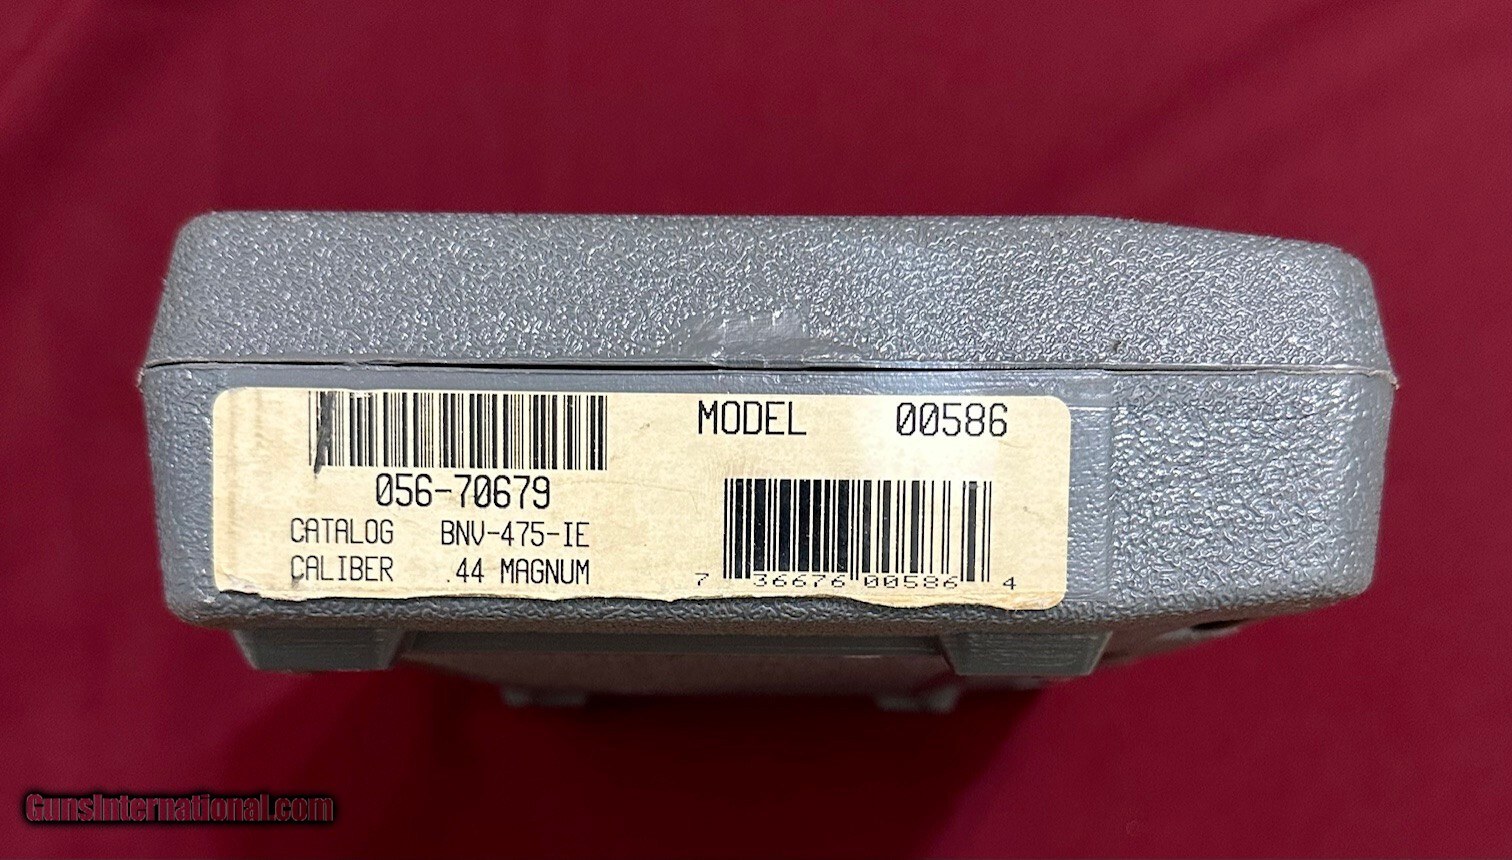 056-70679
CATALOG BNV-475-IE
CALIBER .44 MAGNUM
MODEL 00586
7 36676 00586 4
GunsInternational.com